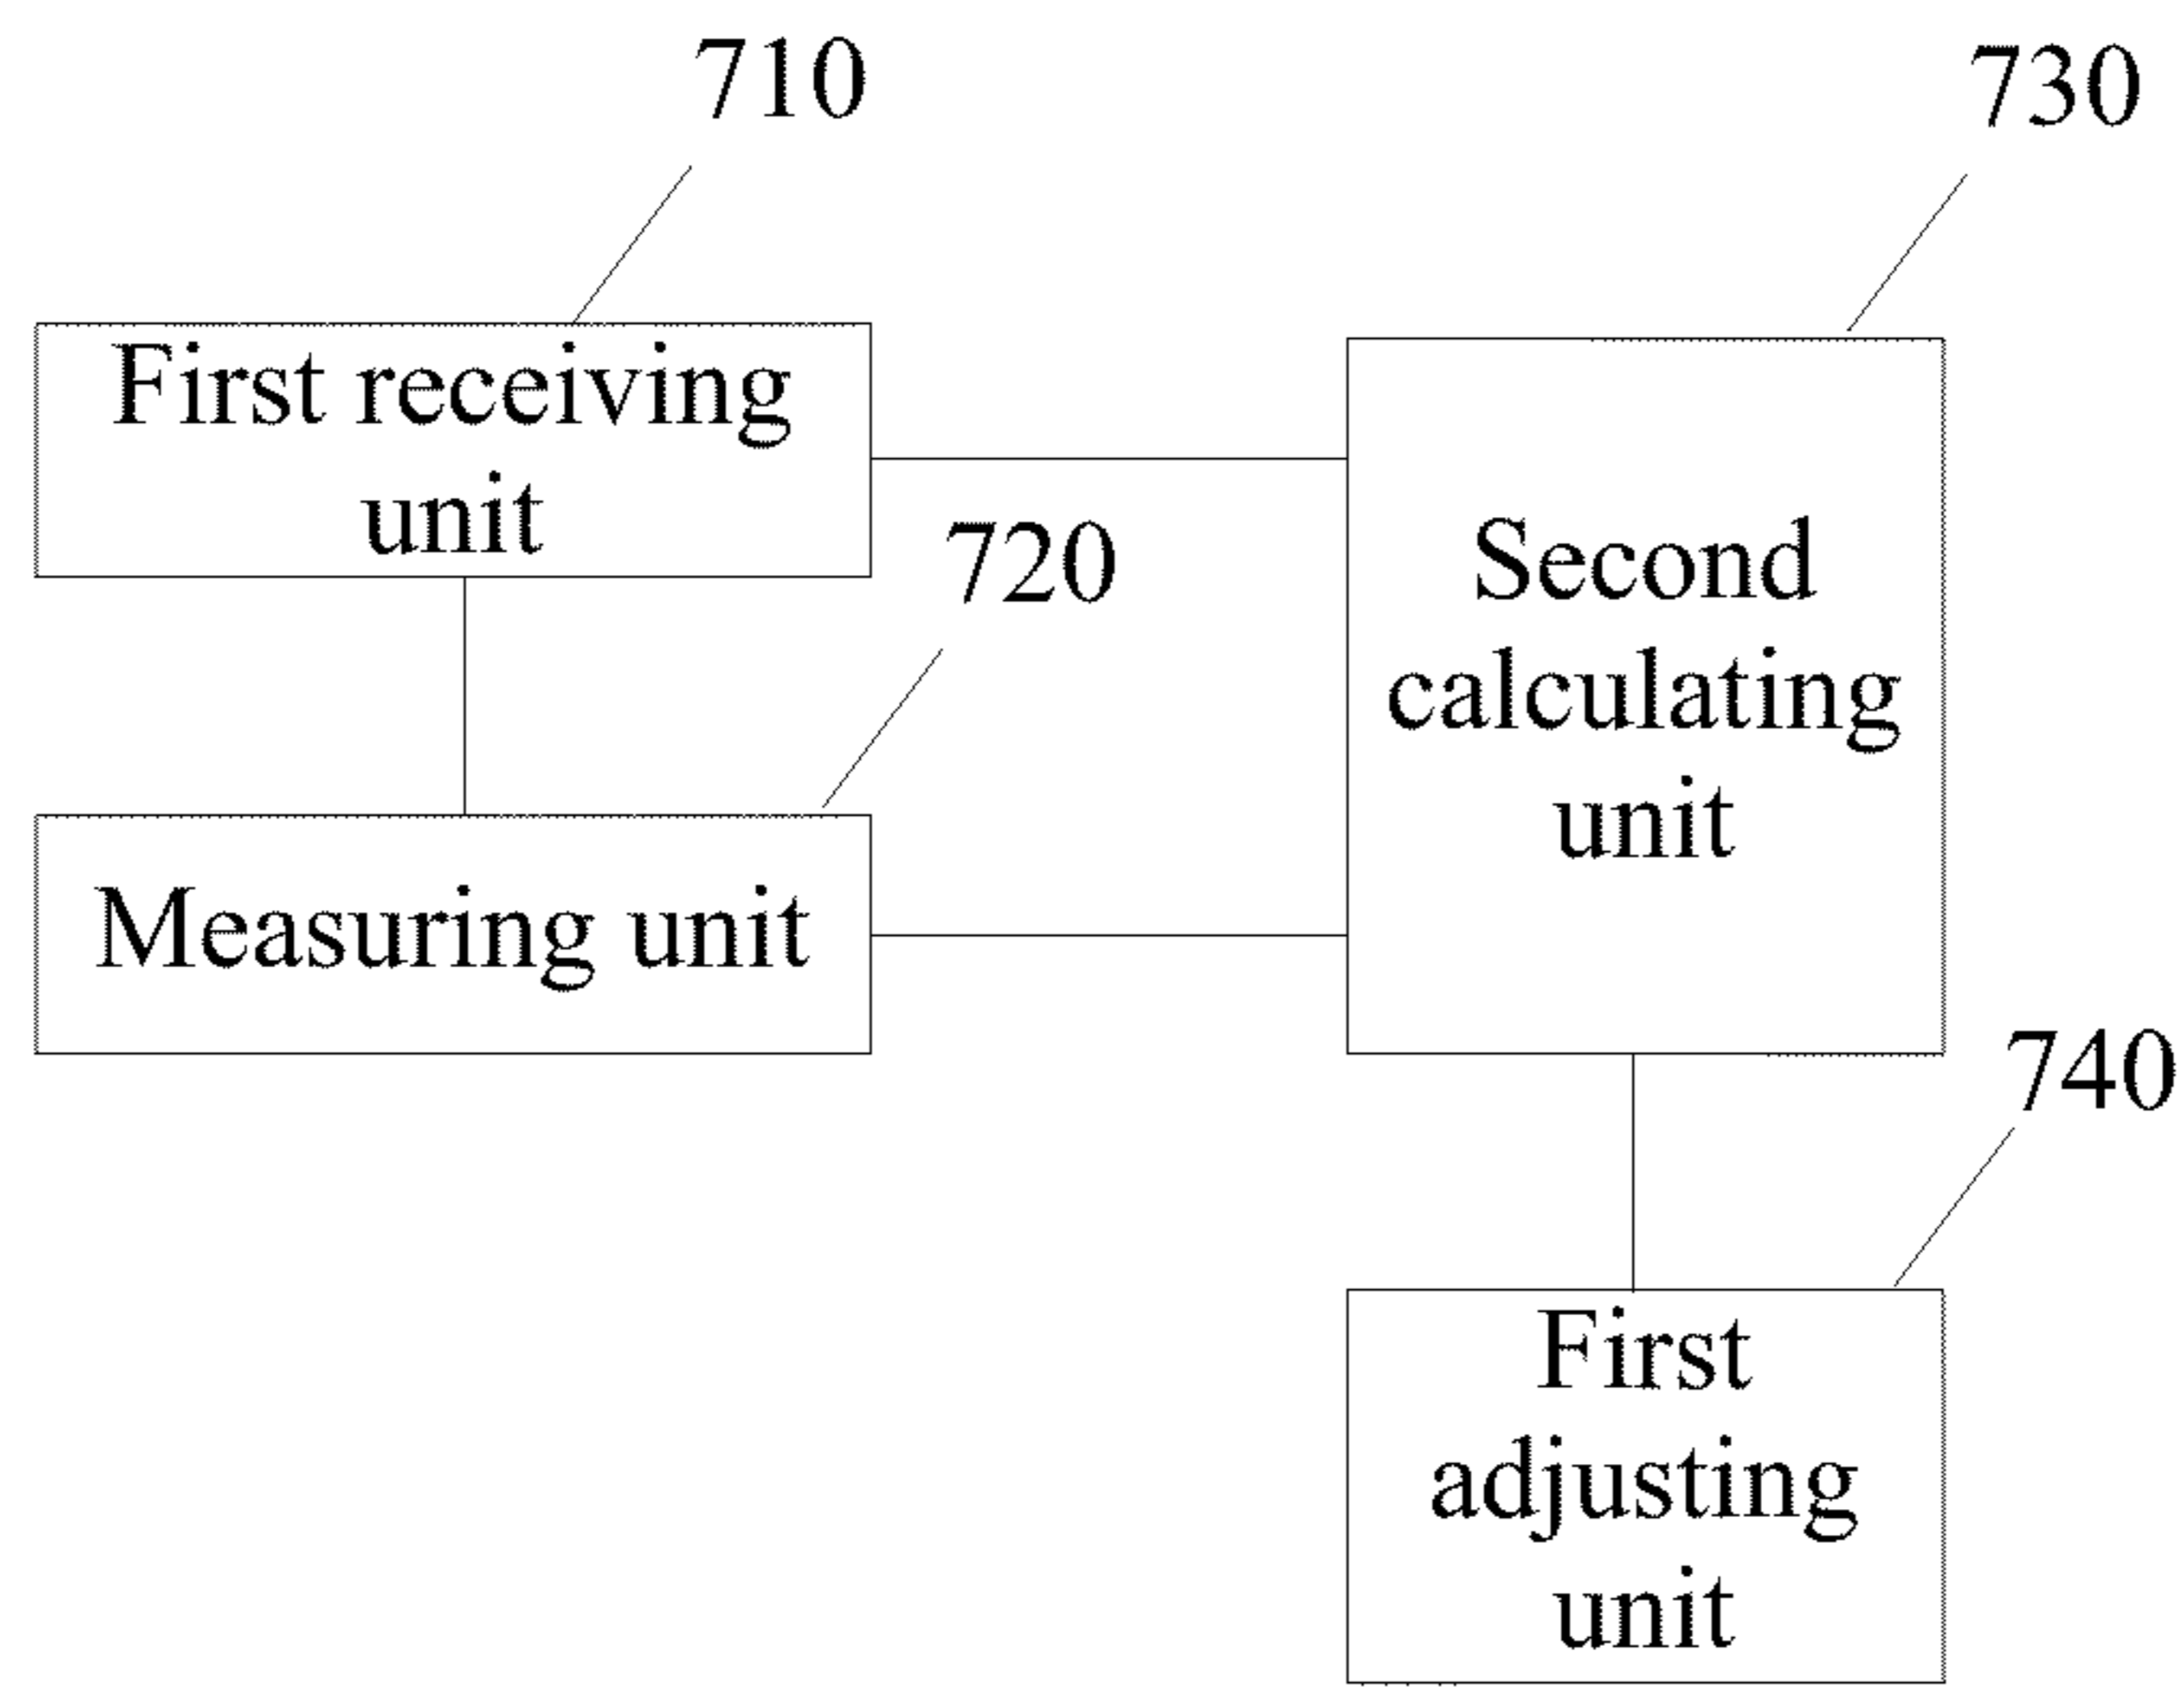 710
730
First receiving
unit
720
Second
calculating
unit
Measuring unit
740
First
adjusting
unit